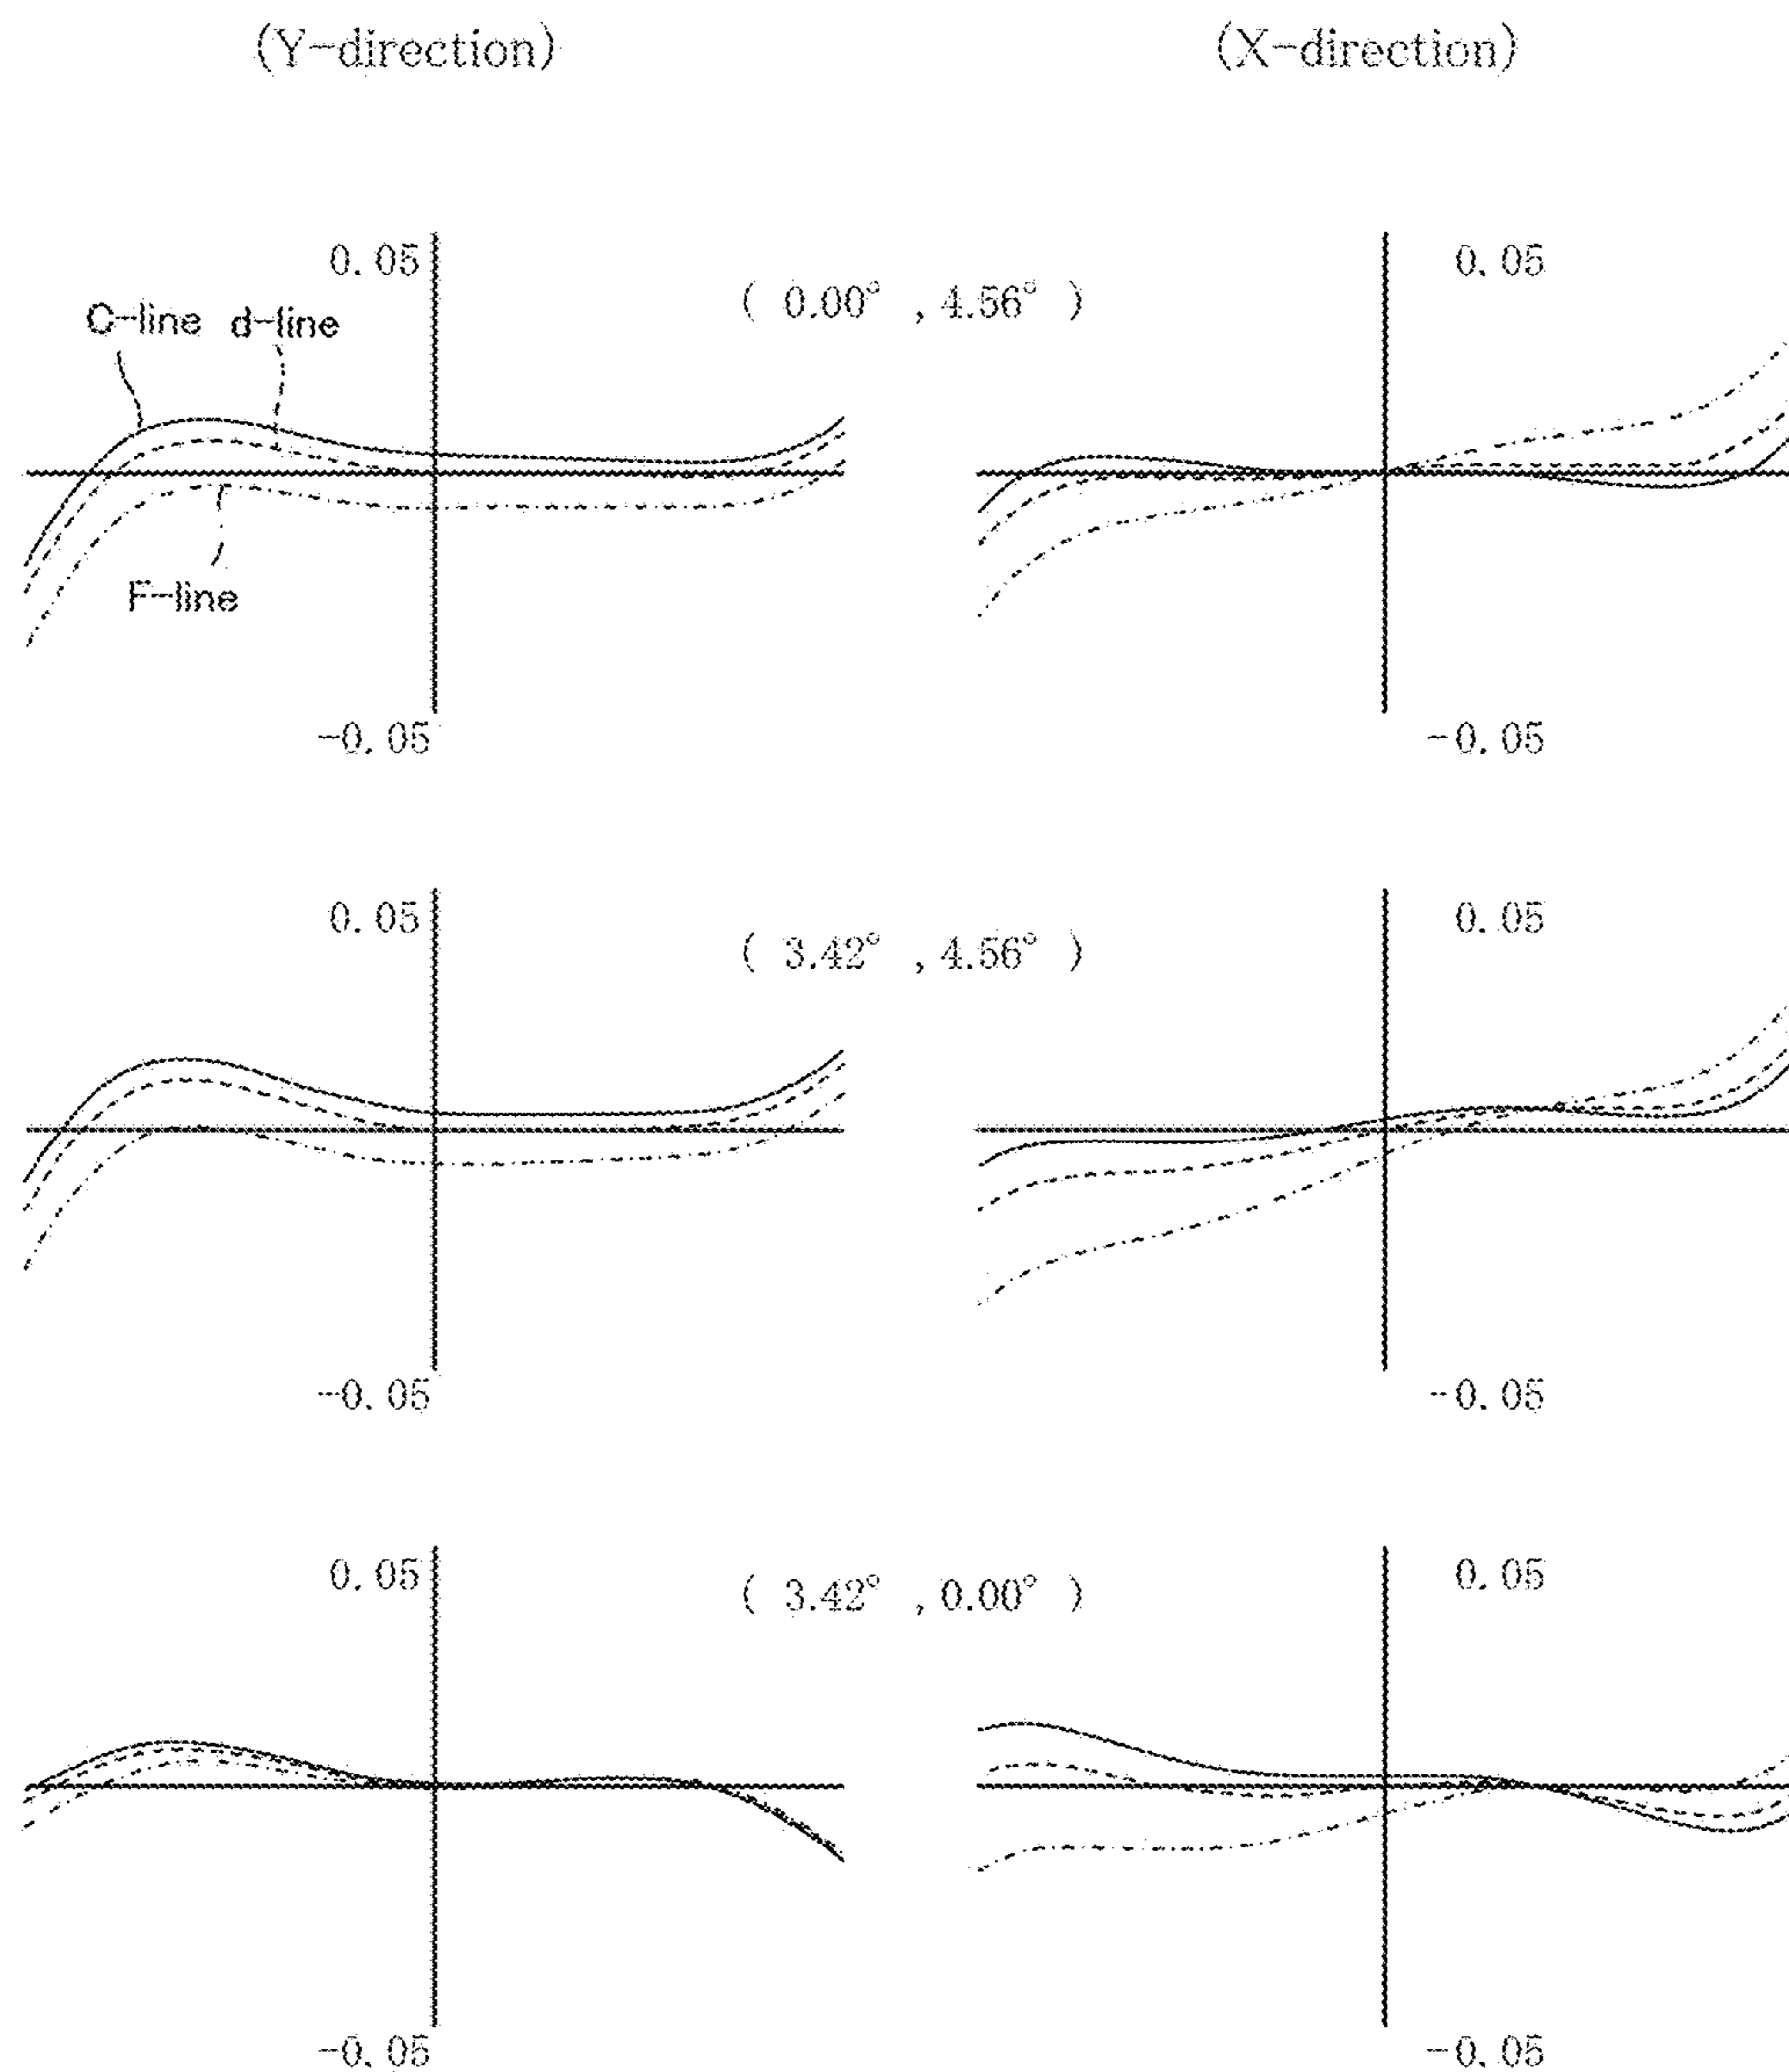 (Y-direction) (X-direction)
0.05 0.05
( 0.00° , 4.56° )
C-line d-line
F-line
-0.05 -0.05
0.05 0.05
( 3.42° , 4.56° )
-0.05 -0.05
0.05 0.05
( 3.42° , 0.00° )
-0.05 -0.05